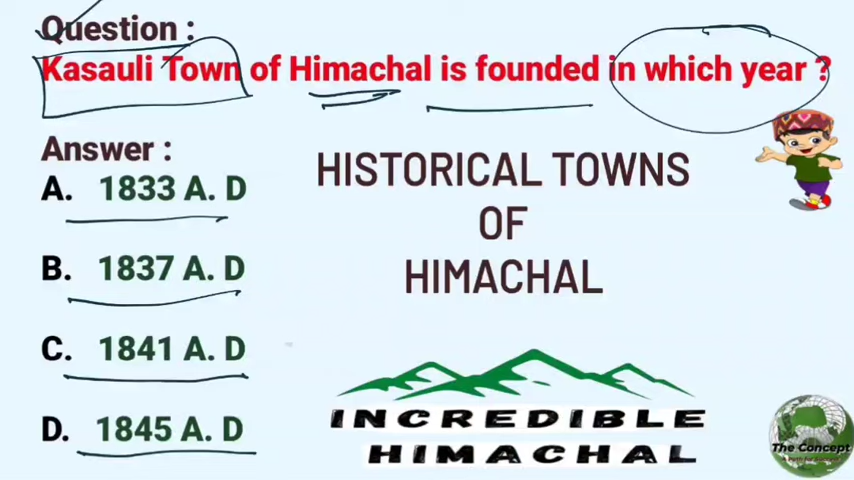 Question :
Kasauli Town of Himachal is founded in which year ?
Answer :
A. 1833 A. D
B. 1837 A. D
C. 1841 A. D
D. 1845 A. D
HISTORICAL TOWNS
OF
HIMACHAL
INCREDIBLE
HIMACHAL
The Concept